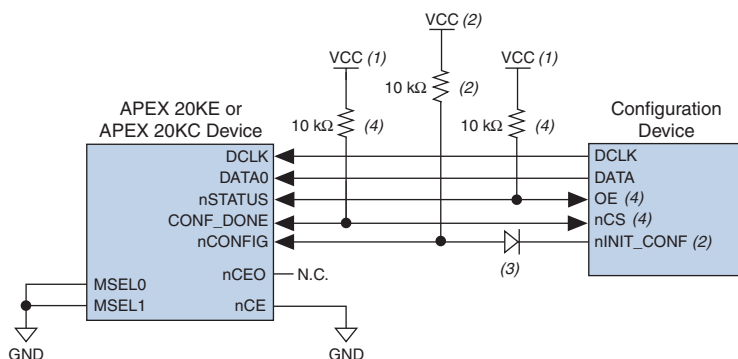 VCC (2)
VCC (1)
VCC (1)
10 kΩ
(2)
10 kΩ
(4)
10 kΩ
(4)
APEX 20KE or
APEX 20KC Device
Configuration
Device
DCLK
DATA0
nSTATUS
CONF_DONE
nCONFIG
nCEO
N.C.
nCE
MSEL0
MSEL1
GND
GND
DCLK
DATA
OE (4)
nCS (4)
nINIT_CONF (2)
(3)